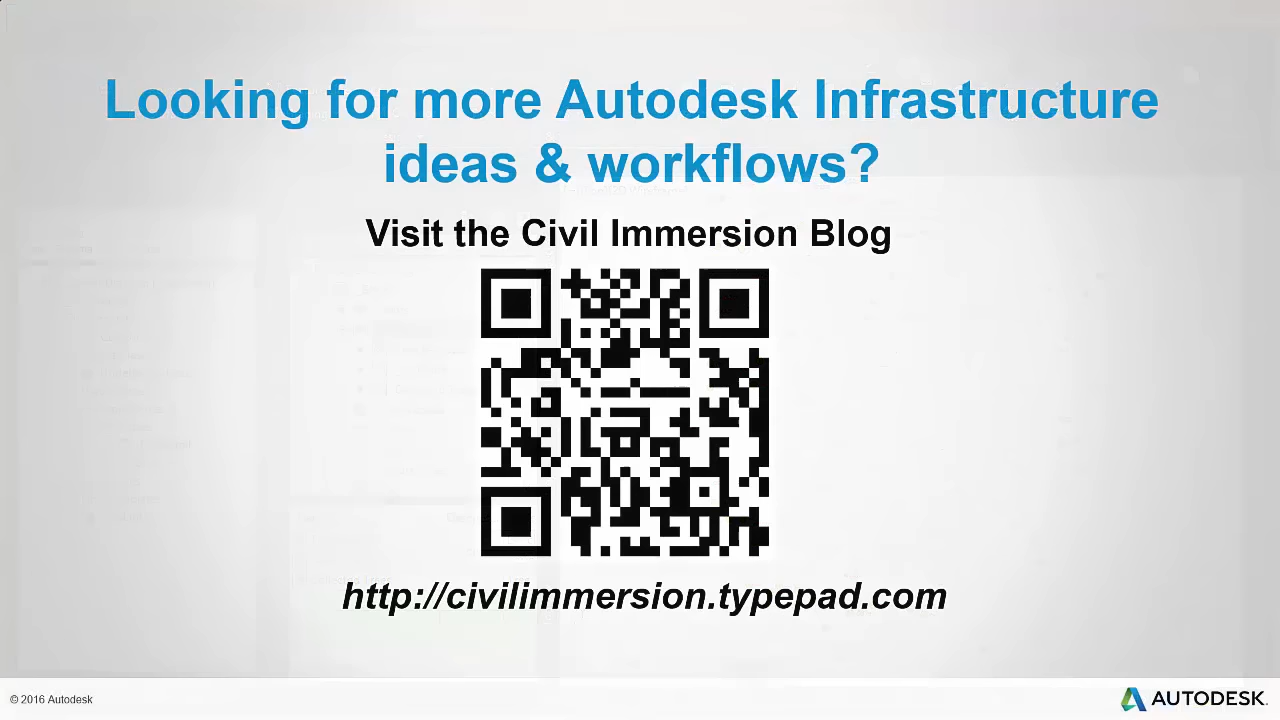 Looking for more Autodesk Infrastructure
ideas & workflows?
Visit the Civil Immersion Blog
http://civilimmersion.typepad.com
© 2016 Autodesk
AUTODESK.